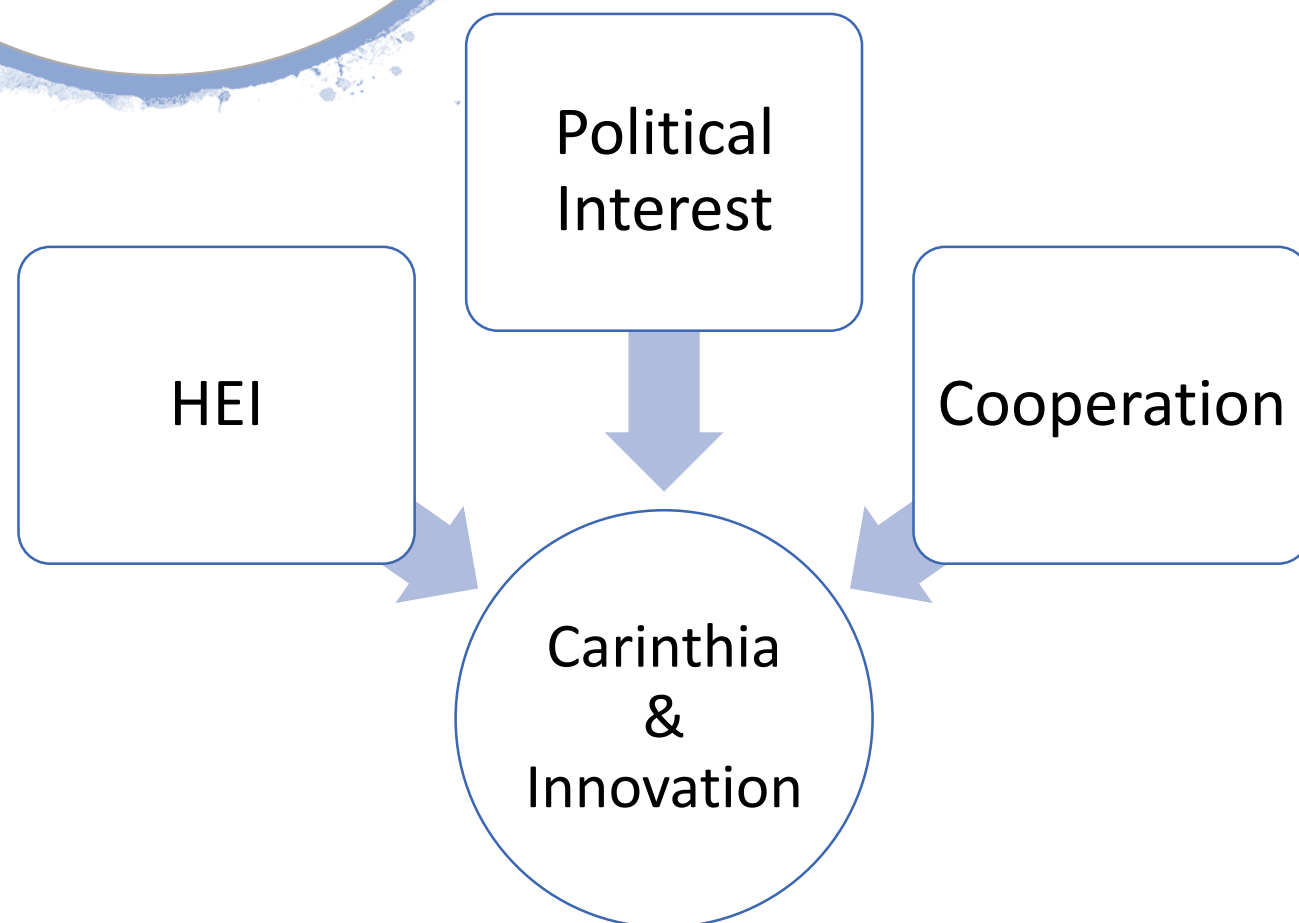 Political
Interest
HEI
Cooperation
Carinthia
&
Innovation